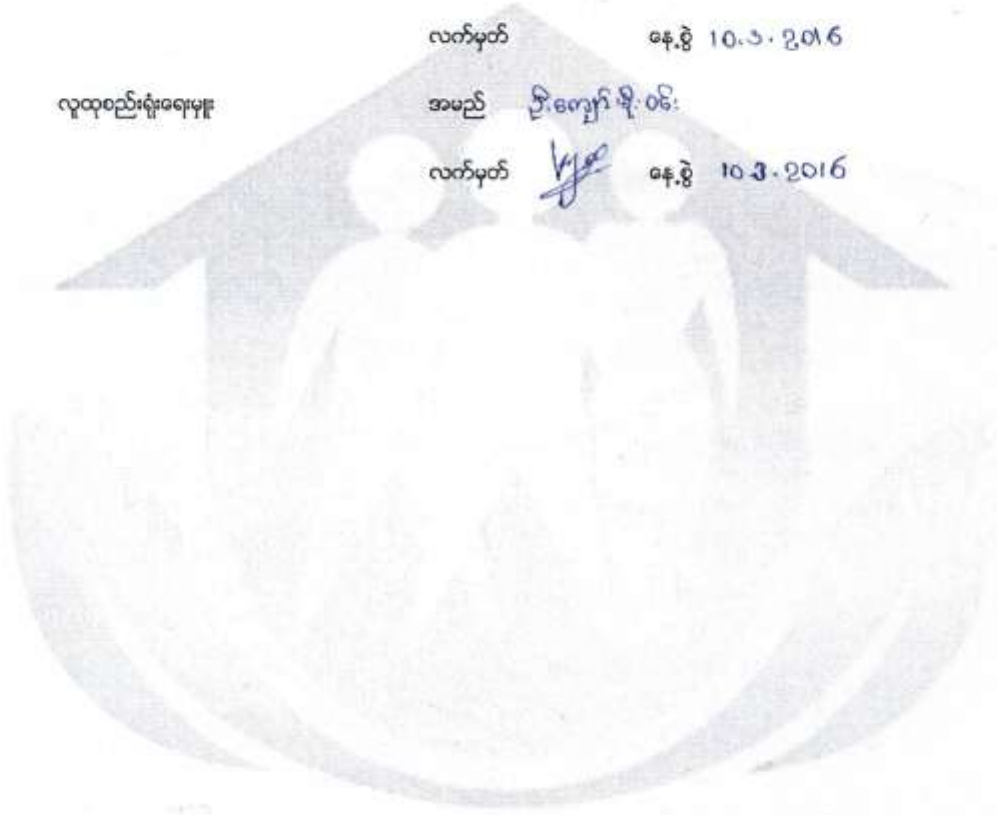 လက်မှတ် နေ့စွဲ 10.3.2016
လူထုစည်းရုံးရေးမှူး အမည် ဦးကျော်စိုးဝင်း
လက်မှတ် နေ့စွဲ 10.3.2016